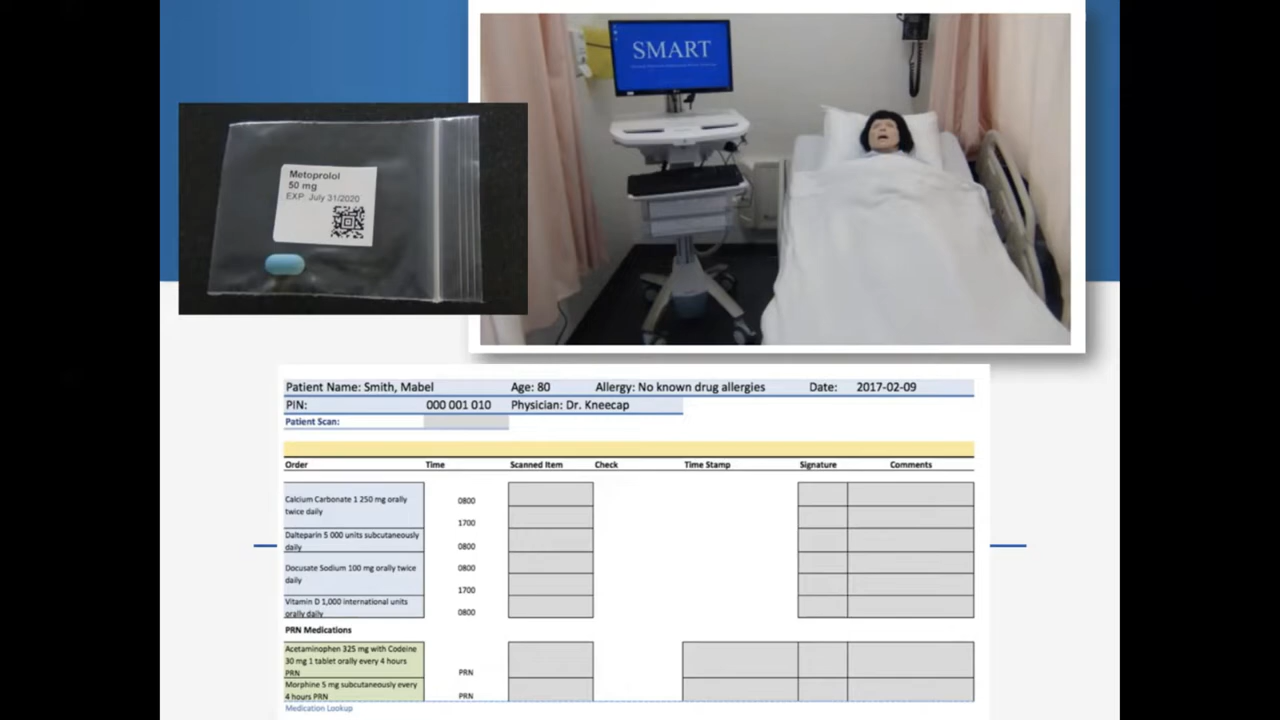 SMART
Metoprolol
50 mg
EXP. July 31/2020
Patient Name: Smith, Mabel Age: 80 Allergy: No known drug allergies Date: 2017-02-09
PIN: 000 001 010 Physician: Dr. Kneecap
Patient Scan:
Order Time Scanned Item Check Time Stamp Signature Comments
Calcium Carbonate 1 250 mg orally
twice daily
0800
1700
Dalteparin 5 000 units subcutaneously
daily
0800
Docusate Sodium 100 mg orally twice
daily
0800
1700
Vitamin D 1,000 international units
orally daily
0800
PRN Medications
Acetaminophen 325 mg with Codeine
30 mg 1 tablet orally every 4 hours
PRN PRN
Morphine 5 mg subcutaneously every
4 hours PRN PRN
Medication Lookup